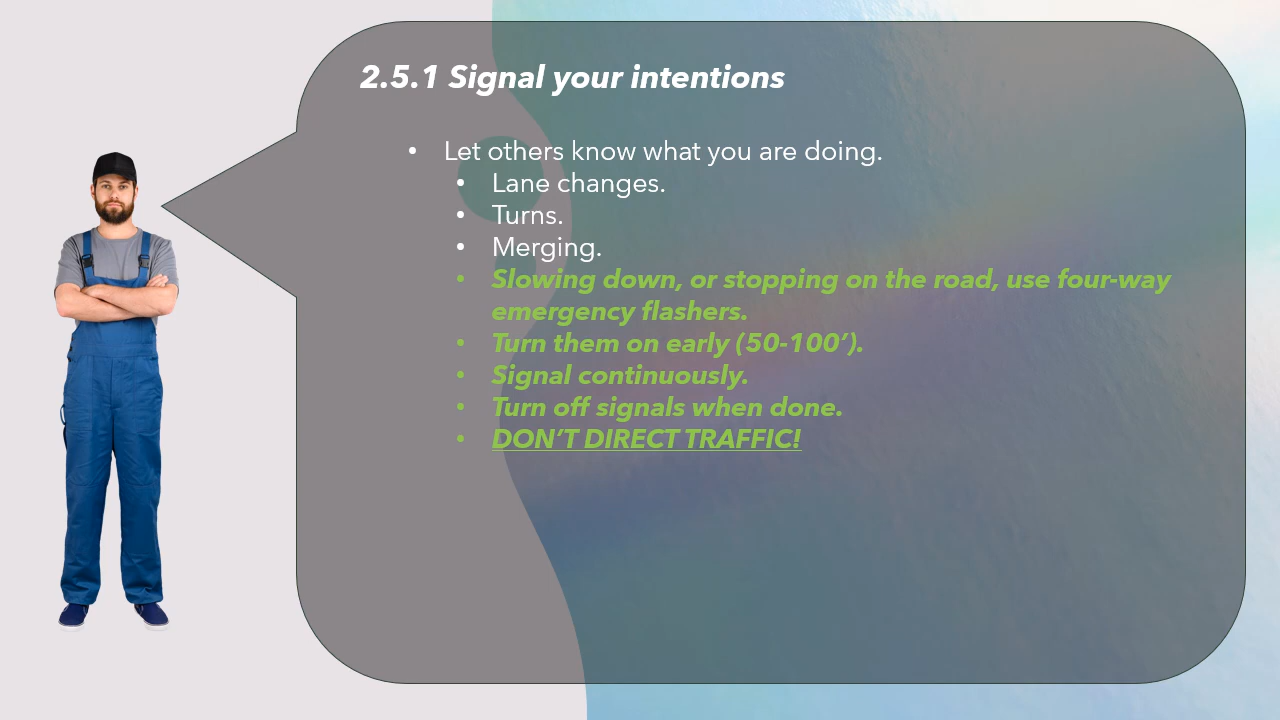 2.5.1 Signal your intentions
• Let others know what you are doing.
• Lane changes.
• Turns.
• Merging.
• Slowing down, or stopping on the road, use four-way
emergency flashers.
• Turn them on early (50-100’).
• Signal continuously.
• Turn off signals when done.
• DON’T DIRECT TRAFFIC!